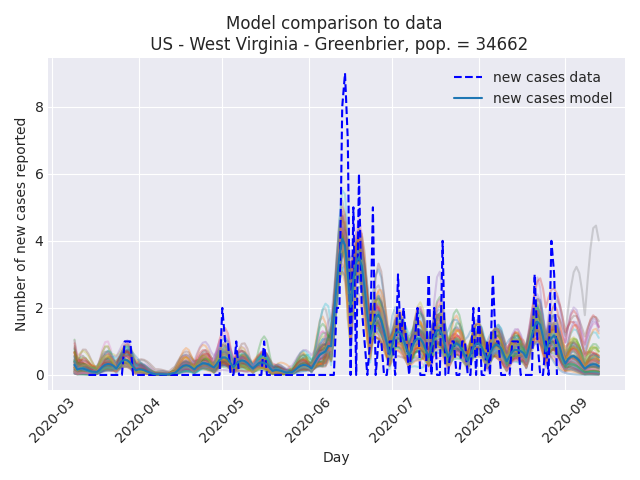 Model comparison to data
US - West Virginia - Greenbrier, pop. = 34662
new cases data
new cases model
Number of new cases reported
8
6
4
2
0
2020-03
2020-04
2020-05
2020-06
2020-07
2020-08
2020-09
Day